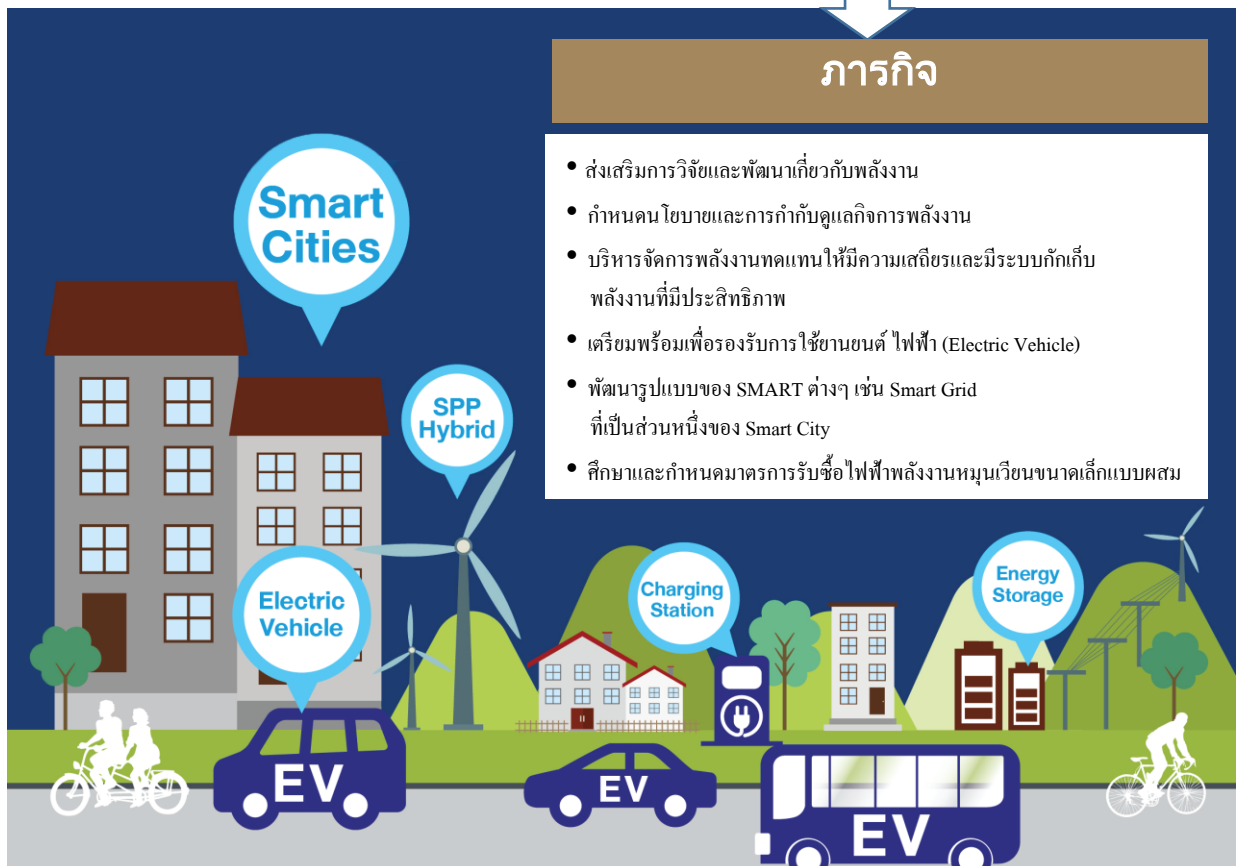 ภารกิจ
• ส่งเสริมการวิจัยและพัฒนาเกี่ยวกับพลังงาน
• กำหนดนโยบายและการกำกับดูแลกิจการพลังงาน
• บริหารจัดการพลังงานทดแทนให้มีความเสถียรและมีระบบกักเก็บ
พลังงานที่มีประสิทธิภาพ
• เตรียมพร้อมเพื่อรองรับการใช้ยานยนต์ ไฟฟ้า (Electric Vehicle)
• พัฒนารูปแบบของ SMART ต่างๆ เช่น Smart Grid
ที่เป็นส่วนหนึ่งของ Smart City
• ศึกษาและกำหนดมาตรการรับซื้อไฟฟ้าพลังงานหมุนเวียนขนาดเล็กแบบผสม
Smart
Cities
SPP
Hybrid
Electric
Vehicle
Charging
Station
Energy
Storage
EV
EV
EV